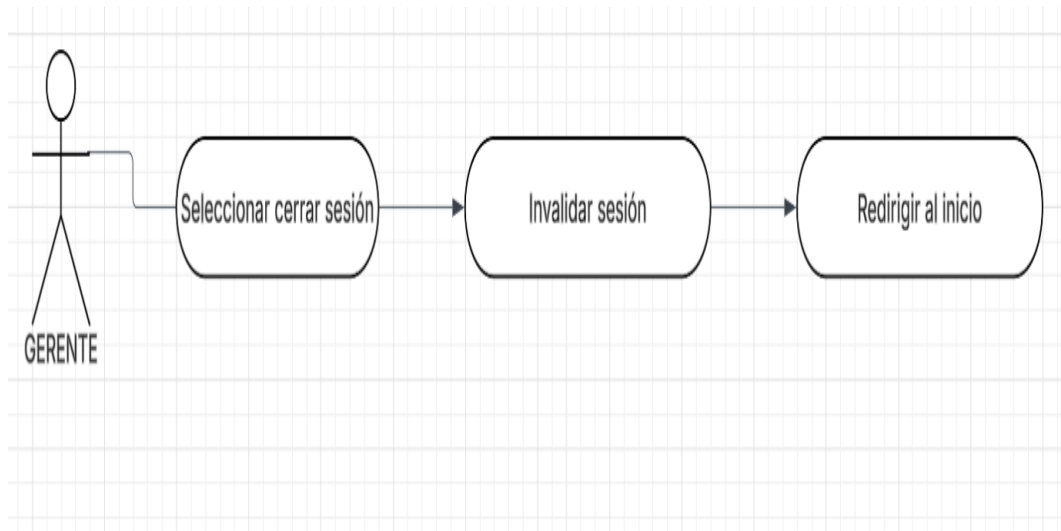 Seleccionar cerrar sesión
Invalidar sesión
Redirigir al inicio
GERENTE